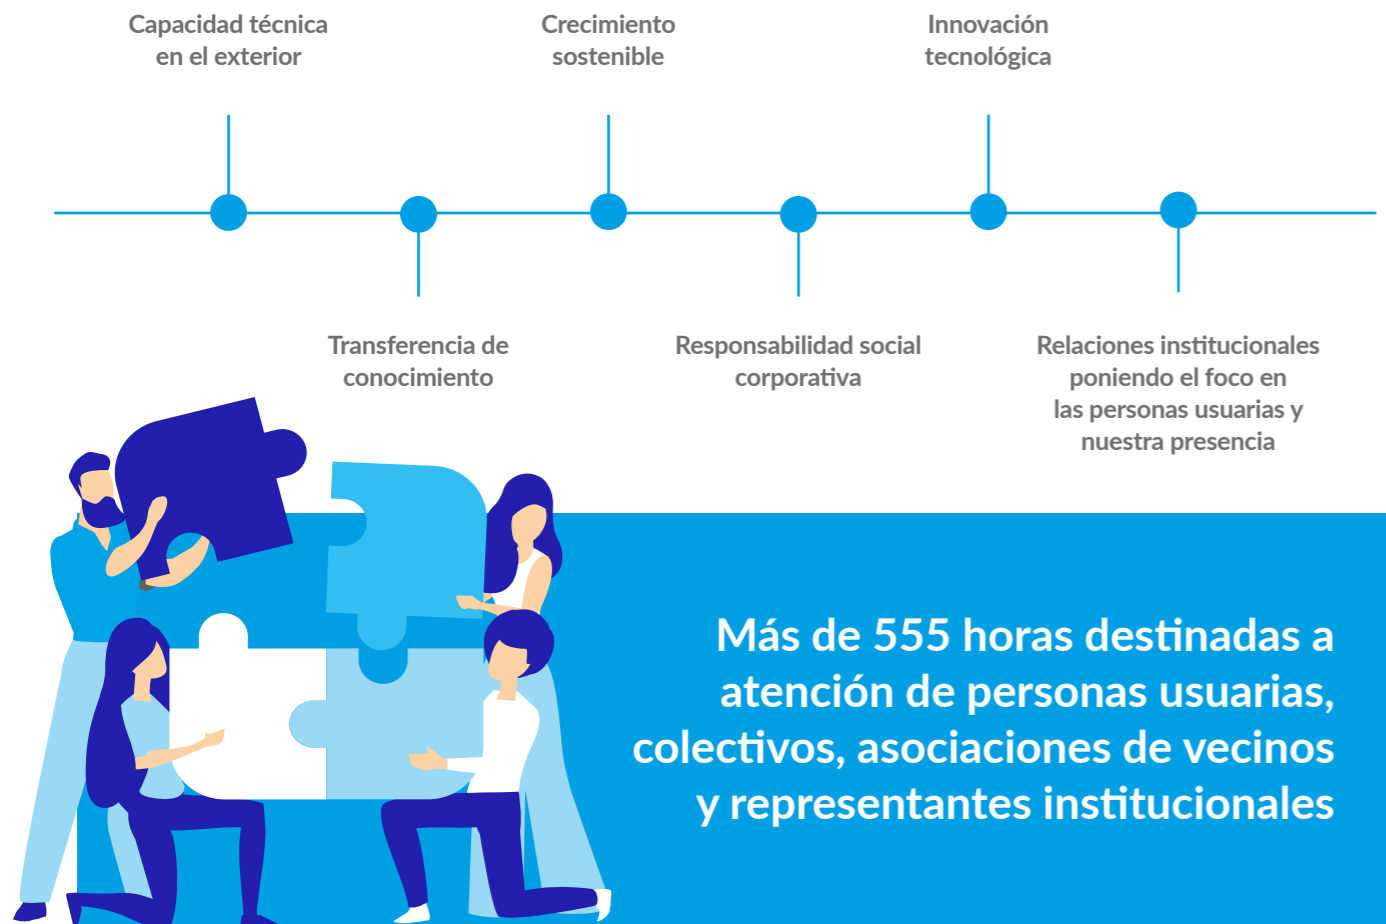 Capacidad técnica
en el exterior
Crecimiento
sostenible
Innovación
tecnológica
Transferencia de
conocimiento
Responsabilidad social
corporativa
Relaciones institucionales
poniendo el foco en
las personas usuarias y
nuestra presencia
Más de 555 horas destinadas a
atención de personas usuarias,
colectivos, asociaciones de vecinos
y representantes institucionales